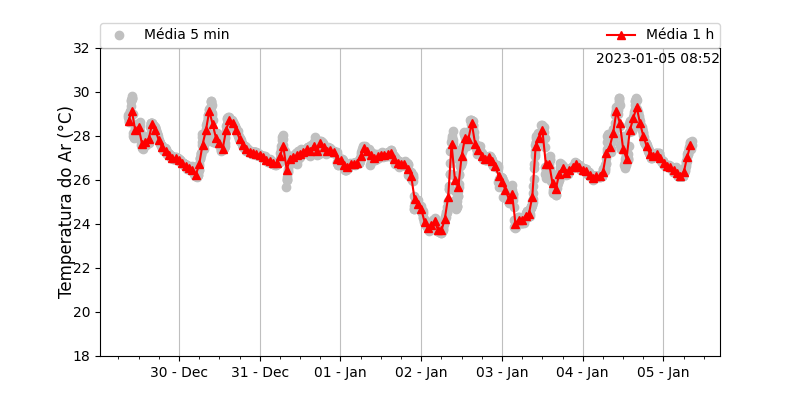 Média 5 min
Média 1 h
2023-01-05 08:52
Temperatura do Ar (°C)
32
30
28
26
24
22
20
18
30 - Dec
31 - Dec
01 - Jan
02 - Jan
03 - Jan
04 - Jan
05 - Jan